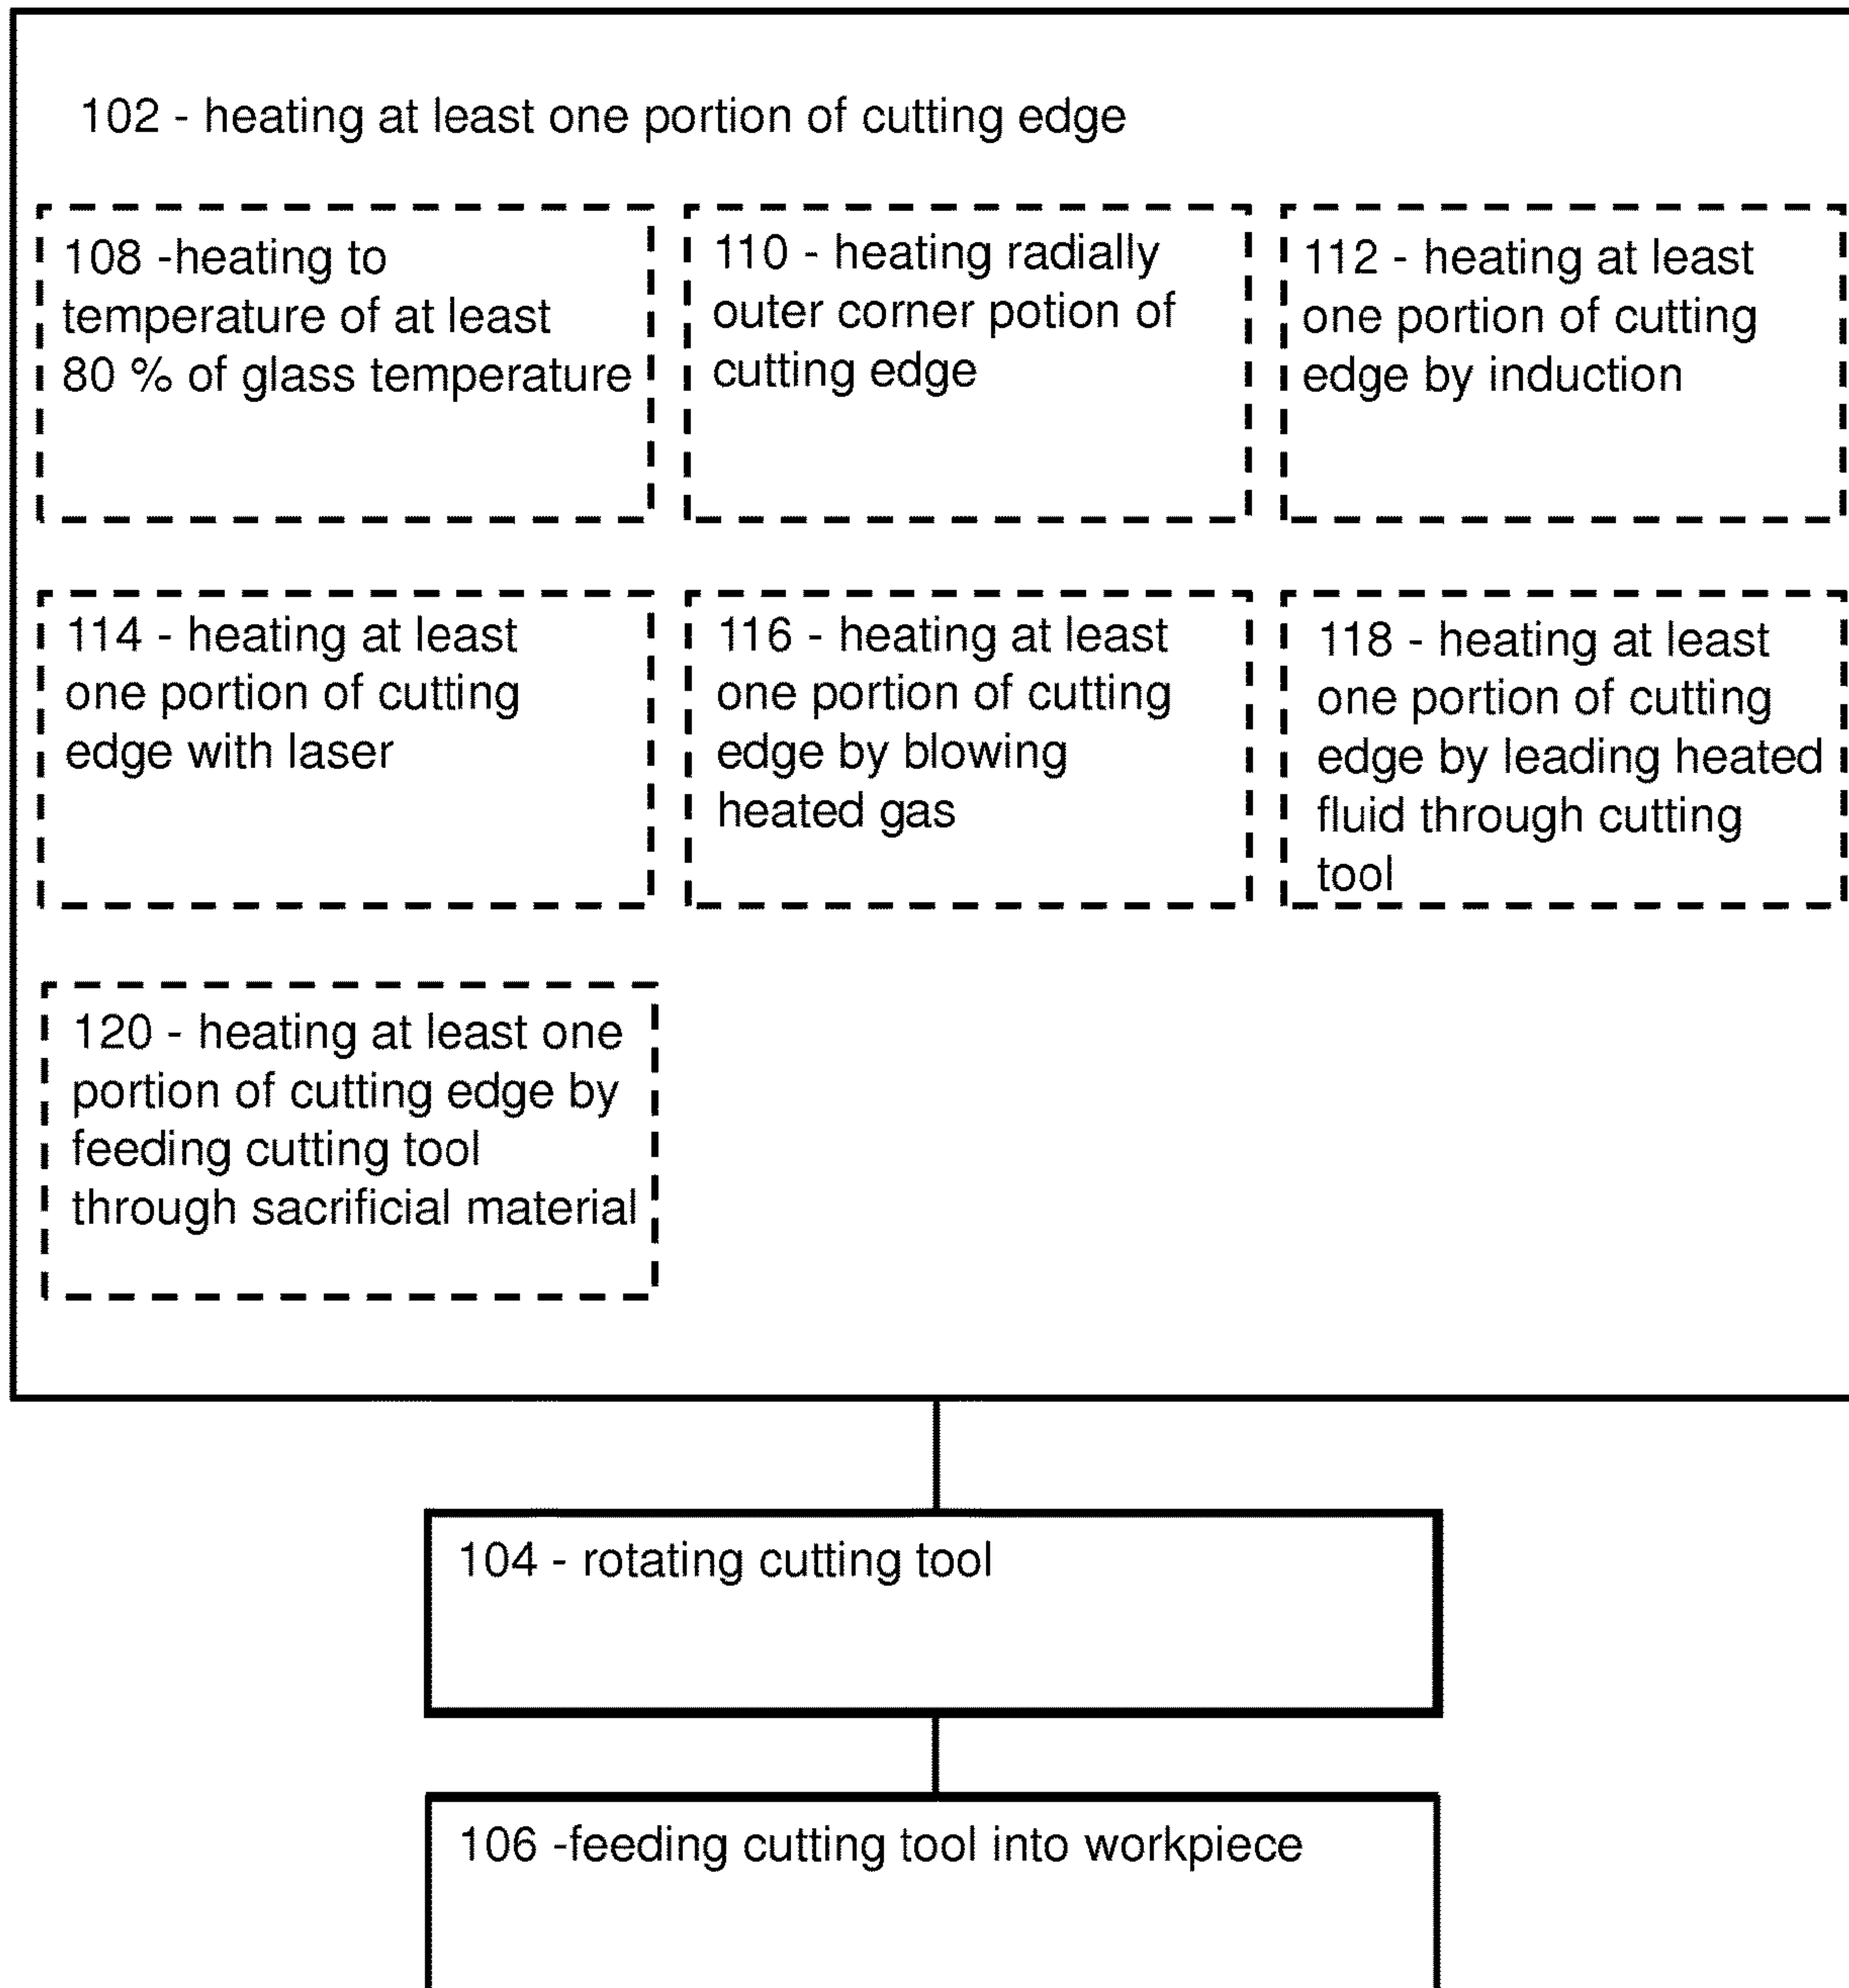 102 - heating at least one portion of cutting edge
108 -heating to
temperature of at least
80 % of glass temperature
110 - heating radially
outer corner potion of
cutting edge
112 - heating at least
one portion of cutting
edge by induction
114 - heating at least
one portion of cutting
edge with laser
116 - heating at least
one portion of cutting
edge by blowing
heated gas
118 - heating at least
one portion of cutting
edge by leading heated
fluid through cutting
tool
120 - heating at least one
portion of cutting edge by
feeding cutting tool
through sacrificial material
104 - rotating cutting tool
106 -feeding cutting tool into workpiece